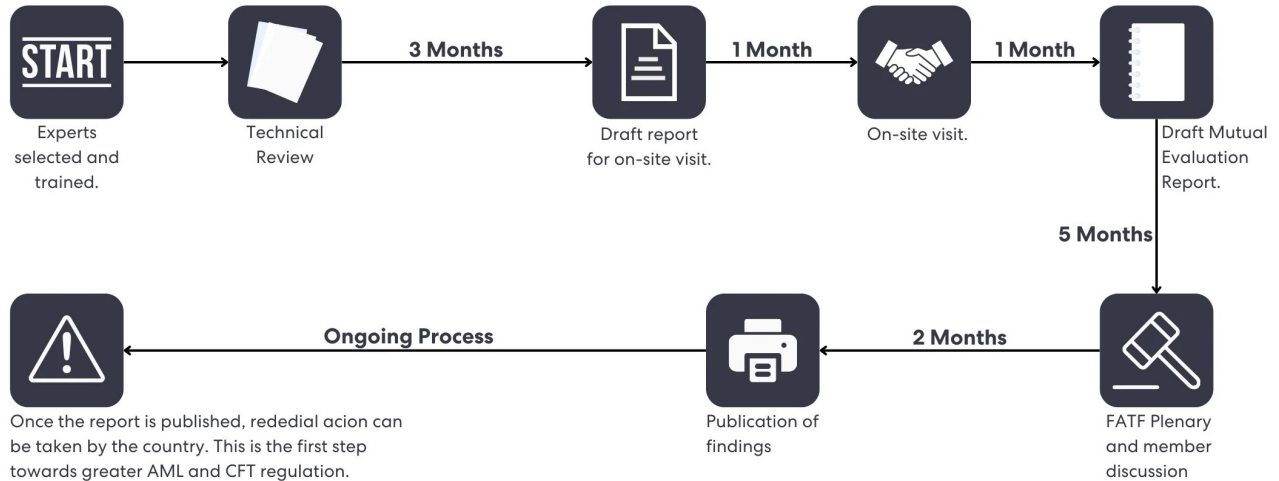 START
3 Months
1 Month
1 Month
Experts
selected and
trained.
Technical
Review
Draft report
for on-site visit.
On-site visit.
Draft Mutual
Evaluation
Report.
5 Months
Ongoing Process
2 Months
Once the report is published, rededial acion can
be taken by the country. This is the first step
towards greater AML and CFT regulation.
Publication of
findings
FATF Plenary
and member
discussion